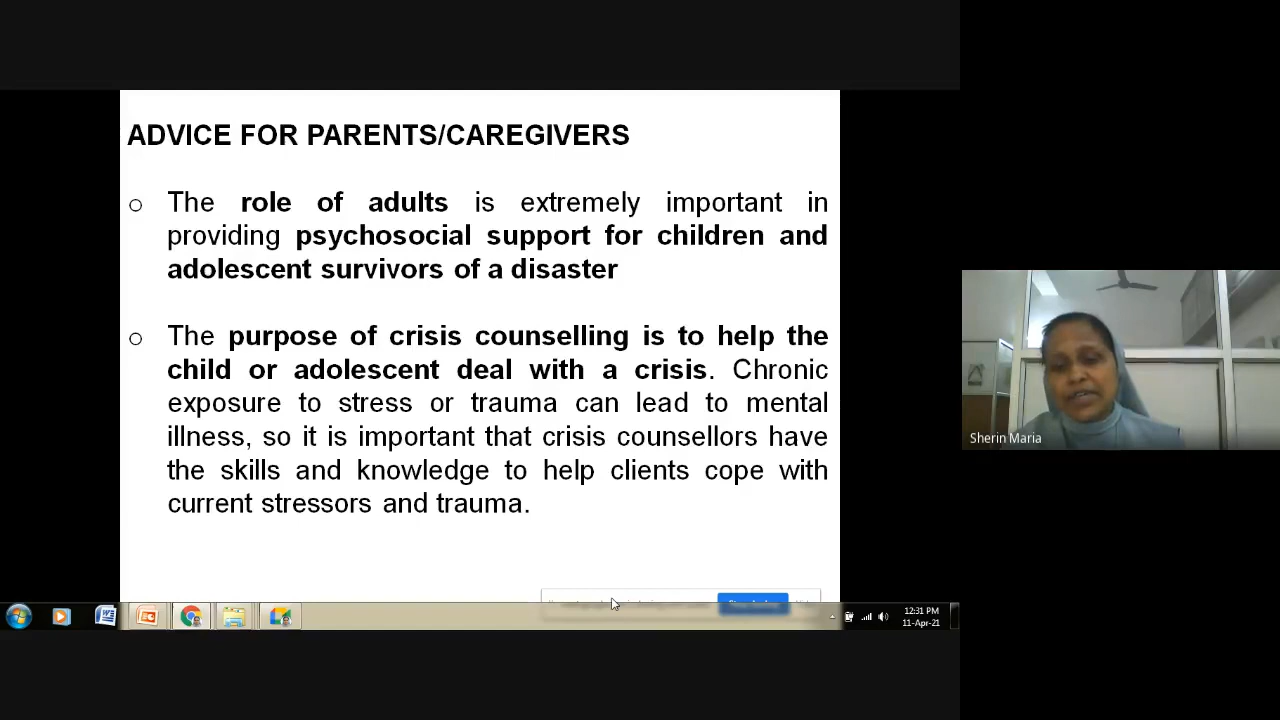 ADVICE FOR PARENTS/CAREGIVERS
o The role of adults is extremely important in
providing psychosocial support for children and
adolescent survivors of a disaster
o The purpose of crisis counselling is to help the
child or adolescent deal with a crisis. Chronic
exposure to stress or trauma can lead to mental
illness, so it is important that crisis counsellors have
the skills and knowledge to help clients cope with
current stressors and trauma.
Sherin Maria
12:31 PM
11-Apr-21